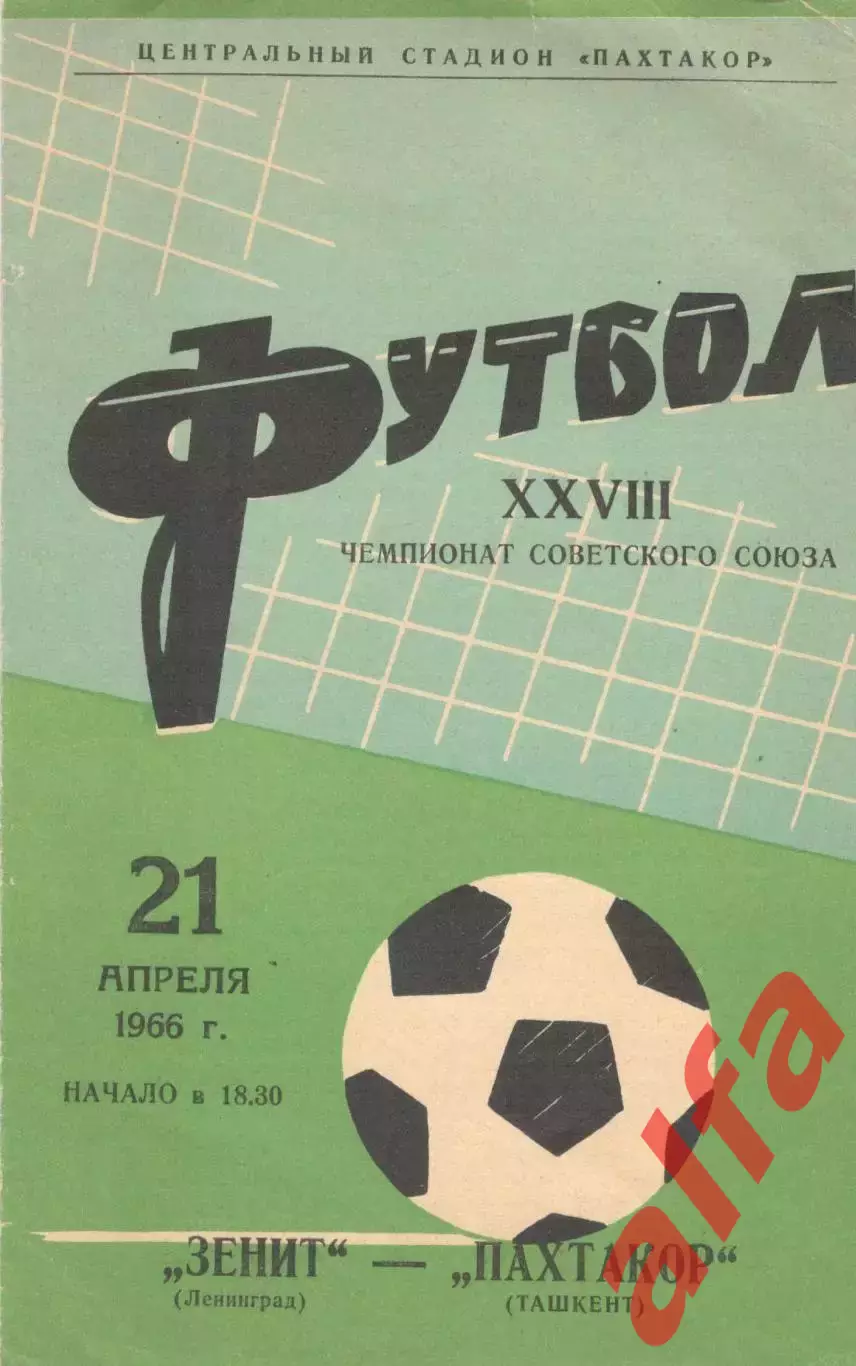 ЦЕНТРАЛЬНЫЙ СТАДИОН «ПАХТАКОР»
ФУТБОЛ
XXVIII
ЧЕМПИОНАТ СОВЕТСКОГО СОЮЗА
21
АПРЕЛЯ
1966 г.
НАЧАЛО в 18.30
„ЗЕНИТ“ — „ПАХТАКОР“
(Ленинград) (ТАШКЕНТ)
alfa